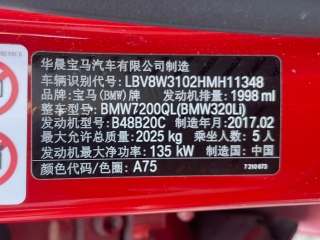 华晨宝马汽车有限公司制造
车辆识别代号: LBV8W3102HMH11348
品牌: 宝马(BMW)牌 发动机排量: 1998 ml
整车型号: BMW7200QL(BMW320Li)
发动机型号: B48B20C 制造年月: 2017.02
最大允许总质量: 2025 kg 乘坐人数: 5 人
发动机最大净功率: 135 kW 制造国: 中国
颜色代码/色圈: A75 7310673